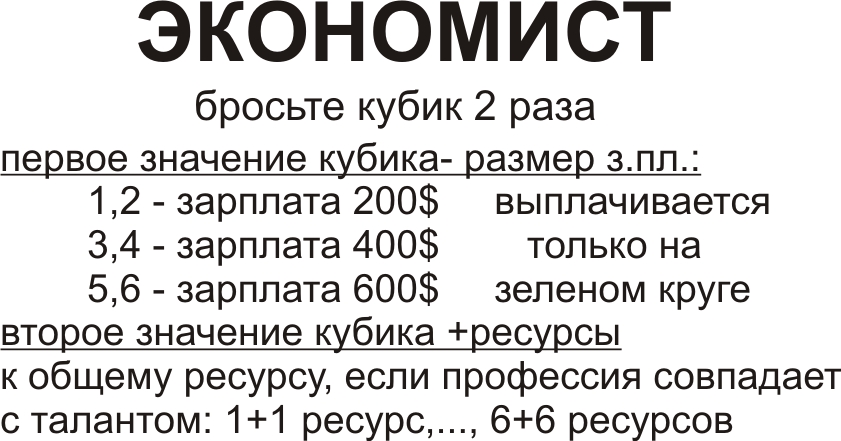 ЭКОНОМИСТ
бросьте кубик 2 раза
первое значение кубика- размер з.пл.:
1,2 - зарплата 200$ выплачивается
3,4 - зарплата 400$ только на
5,6 - зарплата 600$ зеленом круге
второе значение кубика +ресурсы
к общему ресурсу, если профессия совпадает
с талантом: 1+1 ресурс,..., 6+6 ресурсов